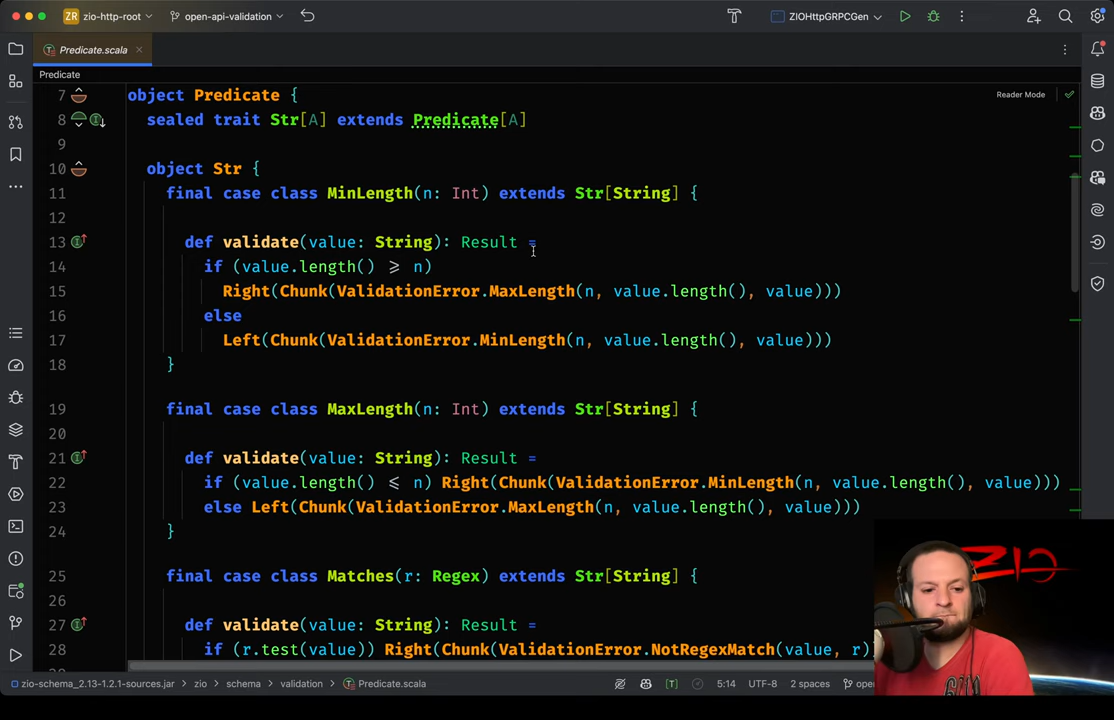 ZR zio-http-root open-api-validation ZIOHttpGRPCGen
Predicate.scala
Predicate
Reader Mode
7 object Predicate {
8 sealed trait Str[A] extends Predicate[A]
9
10 object Str {
11 final case class MinLength(n: Int) extends Str[String] {
12
13 def validate(value: String): Result =
14 if (value.length() ⩾ n)
15 Right(Chunk(ValidationError.MaxLength(n, value.length(), value)))
16 else
17 Left(Chunk(ValidationError.MinLength(n, value.length(), value)))
18 }
19 final case class MaxLength(n: Int) extends Str[String] {
20
21 def validate(value: String): Result =
22 if (value.length() ⩽ n) Right(Chunk(ValidationError.MinLength(n, value.length(), value)))
23 else Left(Chunk(ValidationError.MaxLength(n, value.length(), value)))
24 }
25 final case class Matches(r: Regex) extends Str[String] {
26
27 def validate(value: String): Result =
28 if (r.test(value)) Right(Chunk(ValidationError.NotRegexMatch(value, r)
ZIO
zio-schema_2.13-1.2.1-sources.jar zio schema validation Predicate.scala 5:14 UTF-8 2 spaces